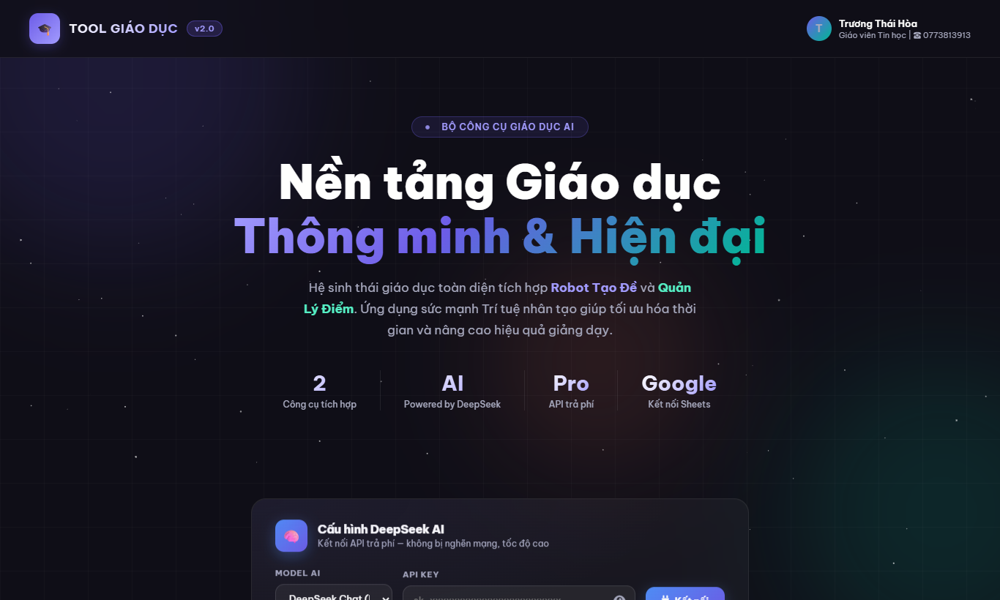 TOOL GIÁO DỤC
v2.0
T
Trương Thái Hòa
Giáo viên Tin học | ☎ 0773813913
BỘ CÔNG CỤ GIÁO DỤC AI
Nền tảng Giáo dục
Thông minh & Hiện đại
Hệ sinh thái giáo dục toàn diện tích hợp Robot Tạo Đề và Quản
Lý Điểm. Ứng dụng sức mạnh Trí tuệ nhân tạo giúp tối ưu hóa thời
gian và nâng cao hiệu quả giảng dạy.
2
Công cụ tích hợp
AI
Powered by DeepSeek
Pro
API trả phí
Google
Kết nối Sheets
Cấu hình DeepSeek AI
Kết nối API trả phí — không bị nghẽn mạng, tốc độ cao
MODEL AI
API KEY
DeepSeek Chat
Kết nối